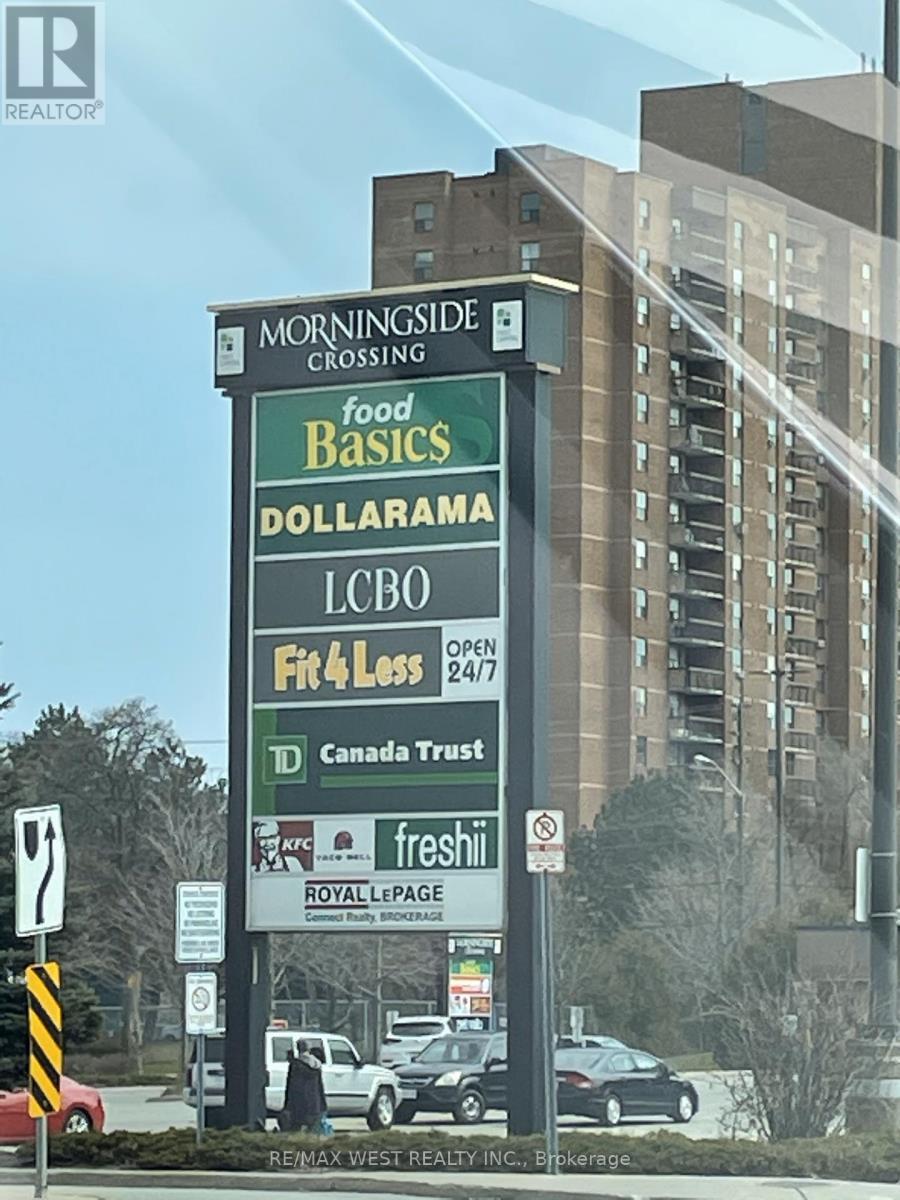 REALTOR®
MORNINGSIDE
CROSSING
food
Basic$
DOLLARAMA
LCBO
Fit 4 Less
OPEN
24/7
TD
Canada Trust
KFC
TACO BELL
freshii
ROYAL LEPAGE
Connect Realty, BROKERAGE
RE/MAX WEST REALTY INC., Brokerage